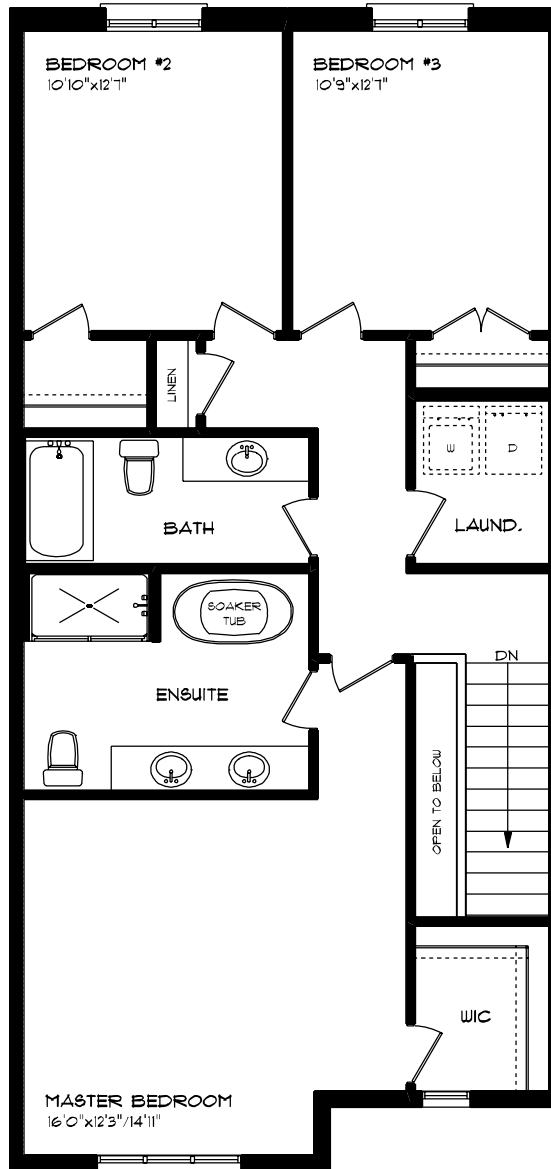 BEDROOM #2
10'10"x12'7"
BEDROOM #3
10'9"x12'7"
LINEN
W
D
BATH
LAUND.
SOAKER
TUB
DN
ENSUITE
OPEN TO BELOW
WIC
MASTER BEDROOM
16'0"x12'3"/14'11"